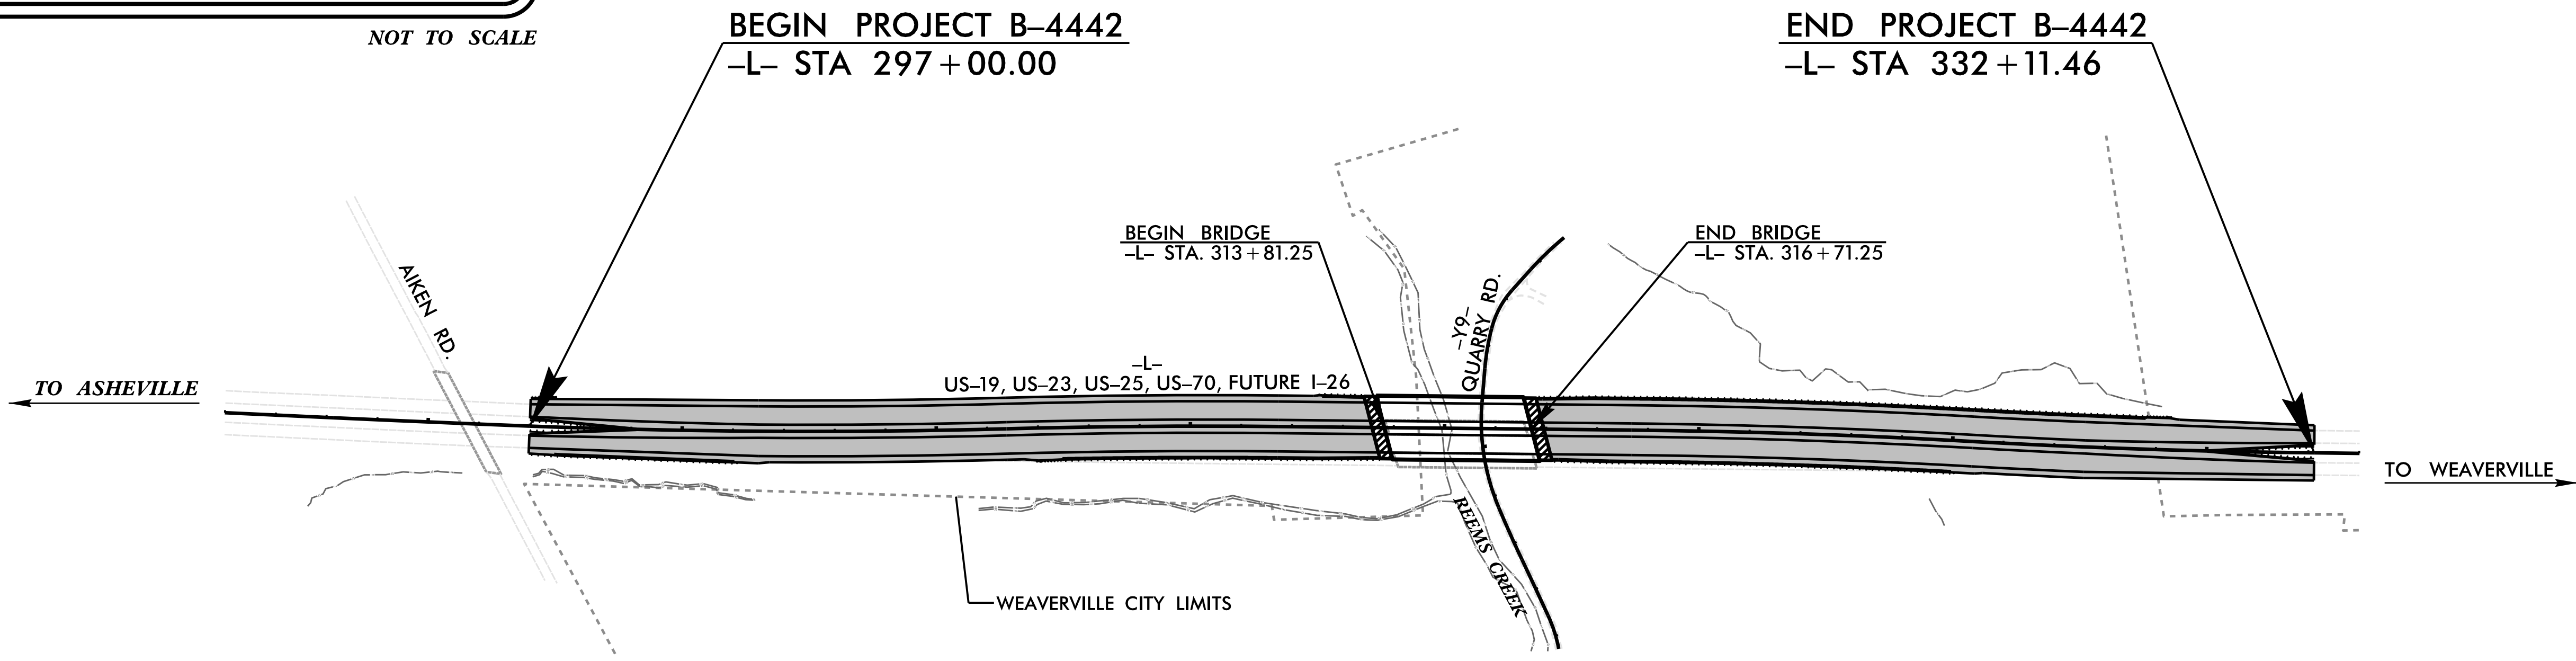 NOT TO SCALE
BEGIN PROJECT B–4442
–L– STA 297+00.00
END PROJECT B–4442
–L– STA 332+11.46
BEGIN BRIDGE
–L– STA. 313+81.25
END BRIDGE
–L– STA. 316+71.25
AIKEN RD.
–Y9–
QUARRY RD.
–L–
US–19, US–23, US–25, US–70, FUTURE I–26
TO ASHEVILLE
TO WEAVERVILLE
REEMS CREEK
WEAVERVILLE CITY LIMITS